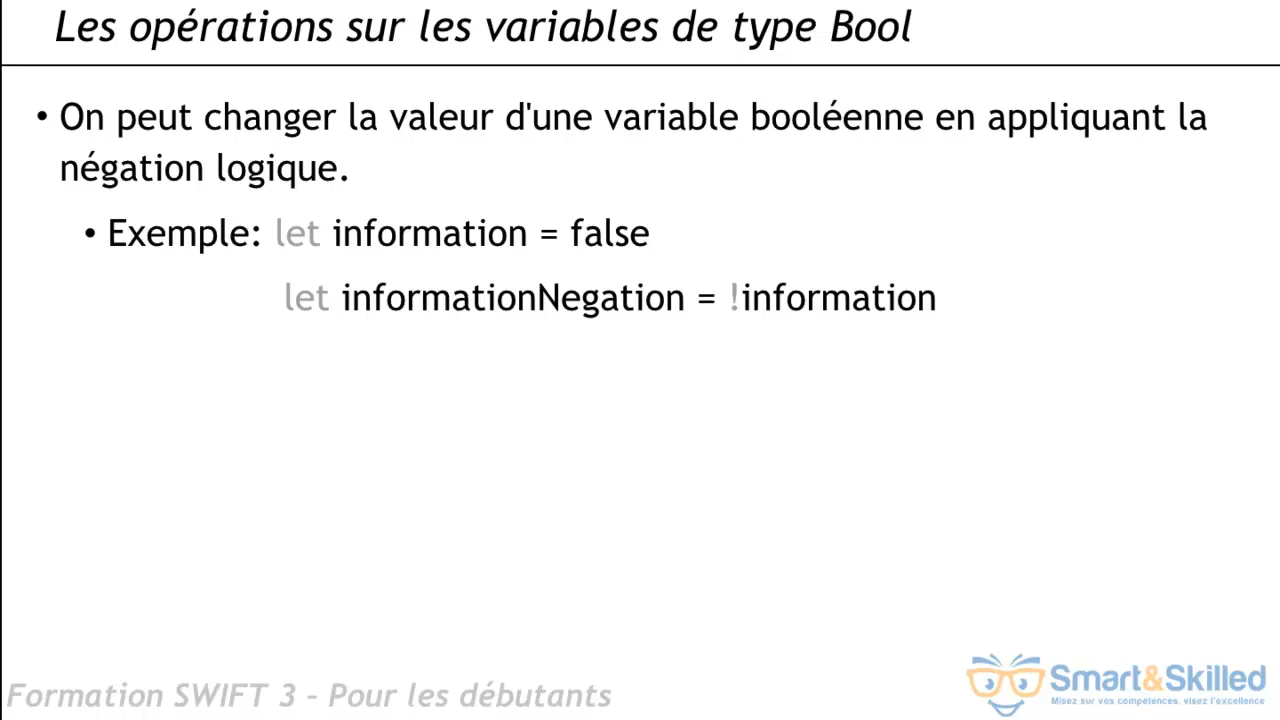 Les opérations sur les variables de type Bool
• On peut changer la valeur d'une variable booléenne en appliquant la
négation logique.
• Exemple: let information = false
let informationNegation = !information
Formation SWIFT 3 – Pour les débutants
Smart&Skilled
Misez sur vos compétences, visez l'excellence